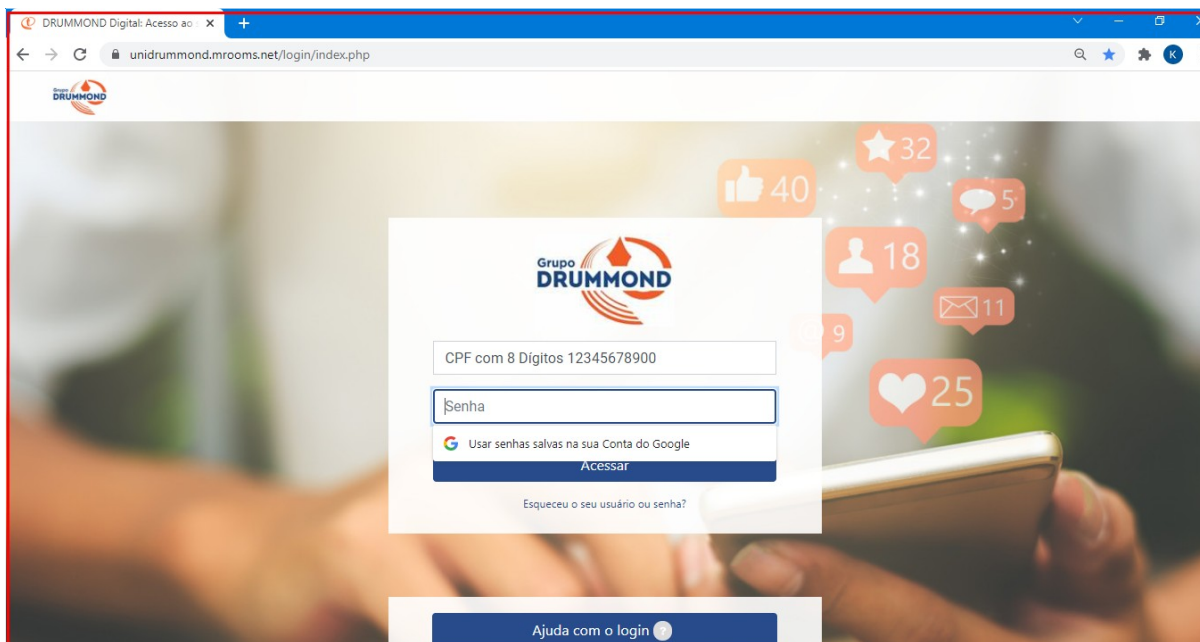 DRUMMOND Digital: Acesso ao
unidrummond.mrooms.net/login/index.php
K
Grupo
DRUMMOND
32
40
5
18
11
9
25
Grupo
DRUMMOND
CPF com 8 Dígitos 12345678900
Senha
Usar senhas salvas na sua Conta do Google
Acessar
Esqueceu o seu usuário ou senha?
Ajuda com o login ?